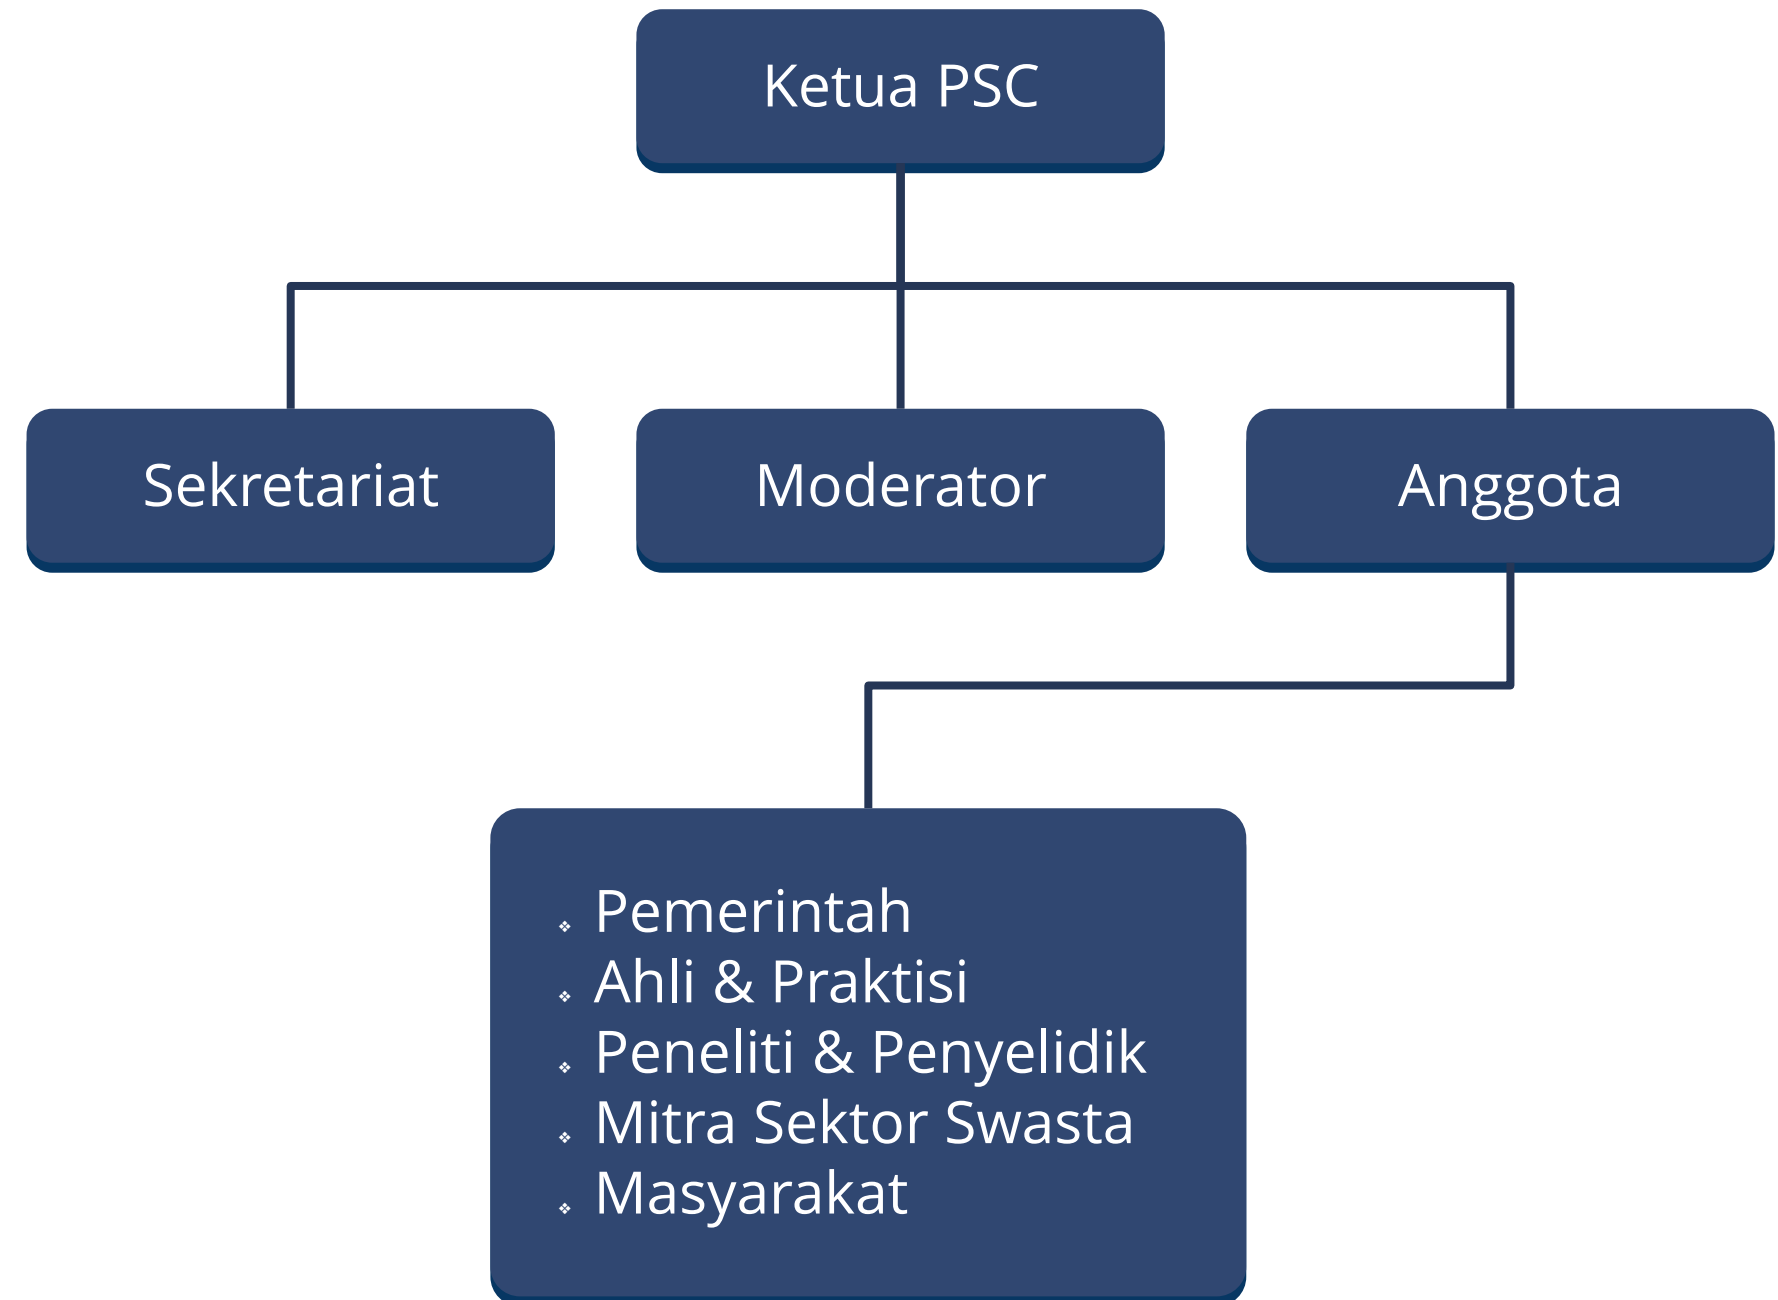 Ketua PSC
Sekretariat
Moderator
Anggota
❖ Pemerintah
❖ Ahli & Praktisi
❖ Peneliti & Penyelidik
❖ Mitra Sektor Swasta
❖ Masyarakat